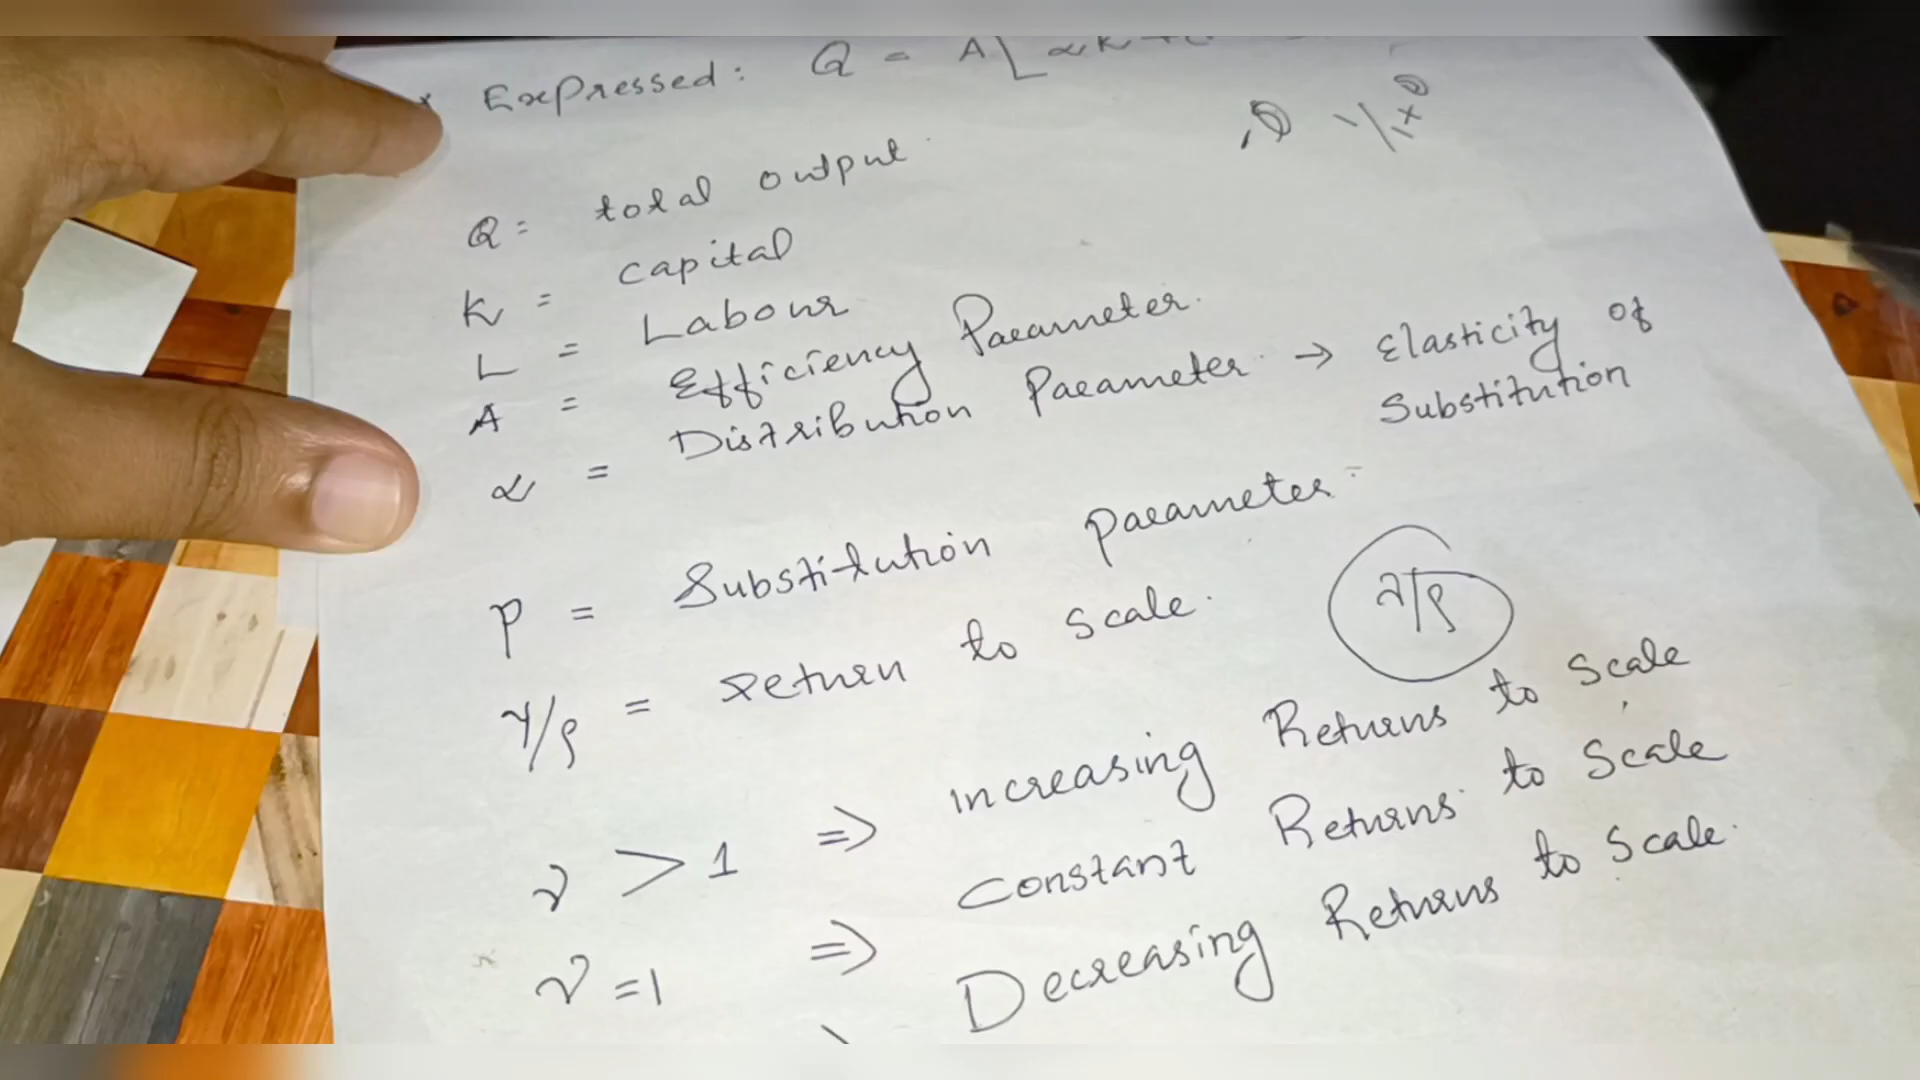 Expressed: Q = A[αK
Q = total output
K = Capital
L = Labour
A = Efficiency Parameter.
α = Distribution Parameter → Elasticity of
Substitution
ρ = Substitution parameter.
γ/ρ = return to scale.
γ/ρ
ν > 1 ⇒ increasing Returns to Scale
ν = 1 ⇒ Constant Returns to Scale
Decreasing Returns to Scale.